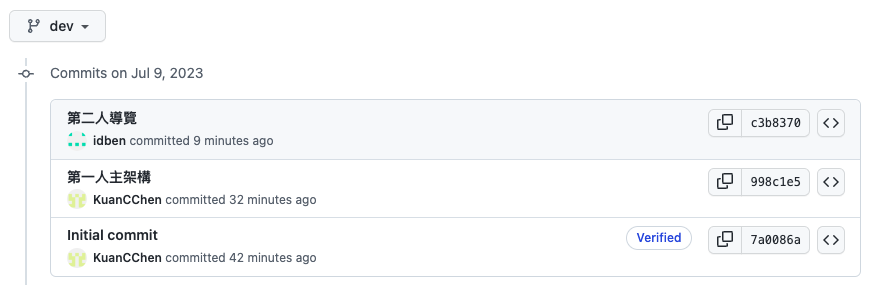 dev
Commits on Jul 9, 2023
第二人導覽
idben committed 9 minutes ago
c3b8370
第一人主架構
KuanCChen committed 32 minutes ago
998c1e5
Initial commit
Verified
KuanCChen committed 42 minutes ago
7a0086a